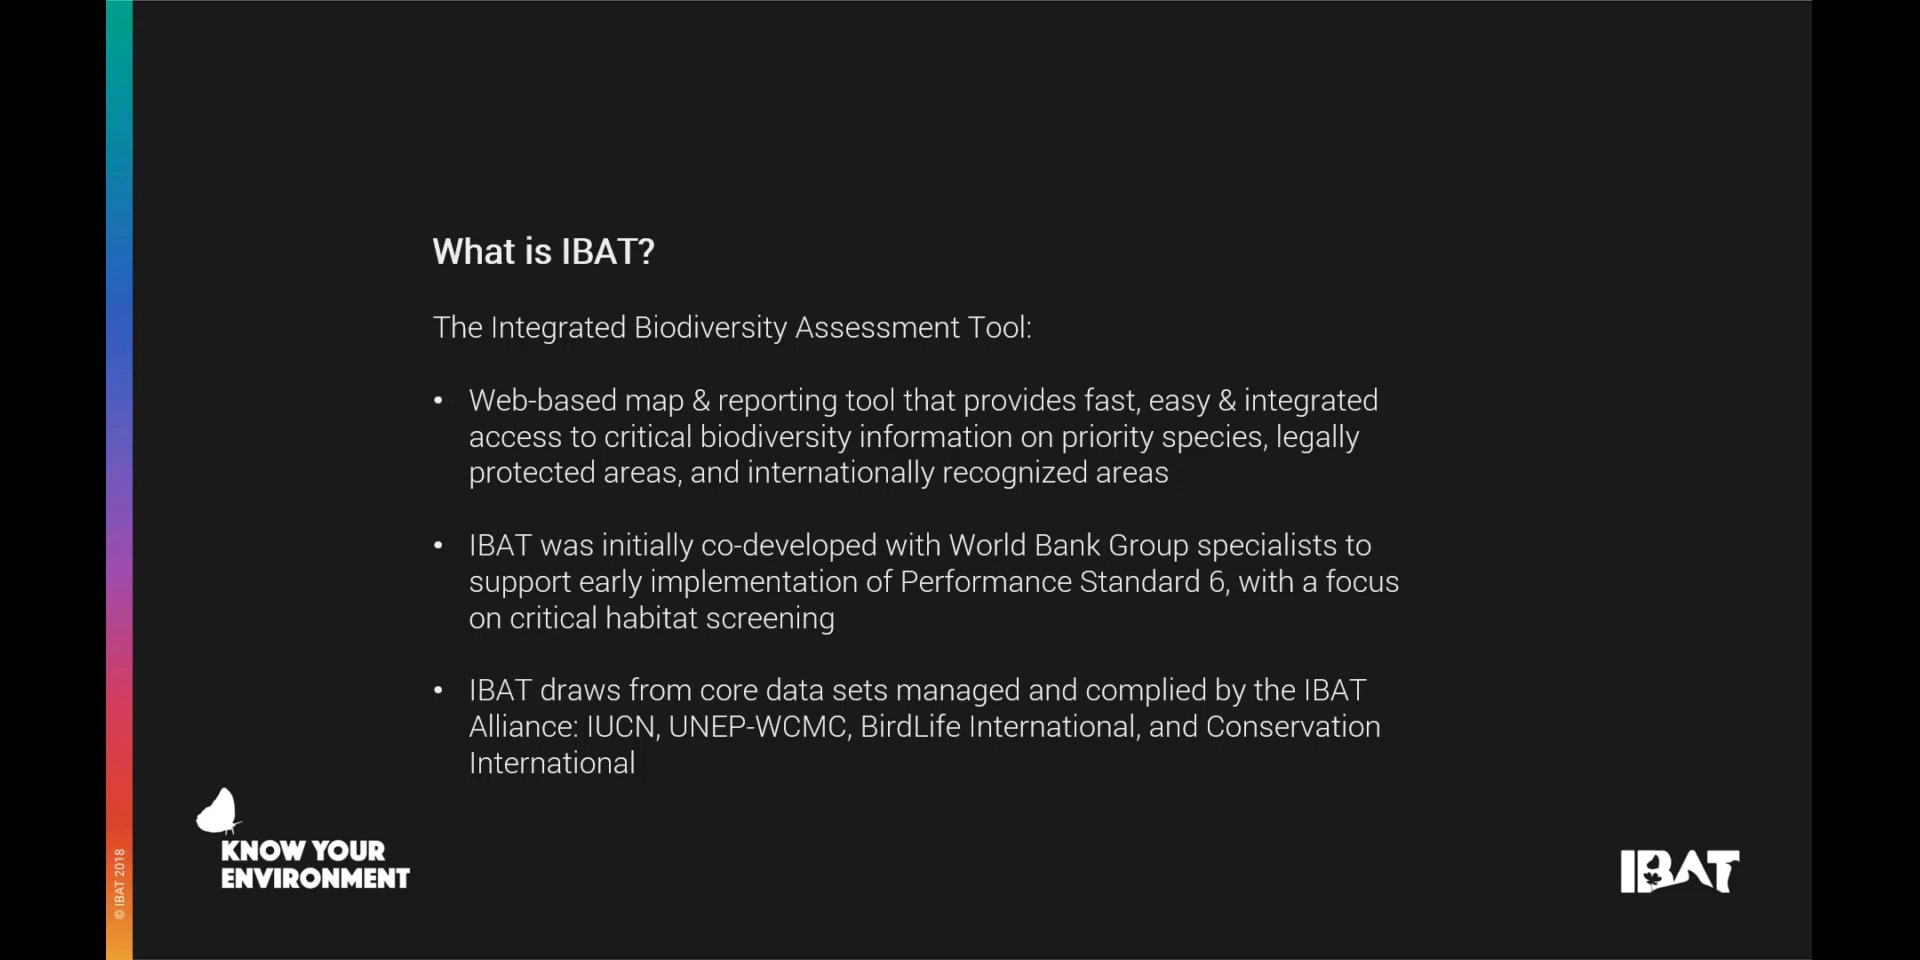 What is IBAT?
The Integrated Biodiversity Assessment Tool:
• Web-based map & reporting tool that provides fast, easy & integrated
access to critical biodiversity information on priority species, legally
protected areas, and internationally recognized areas
• IBAT was initially co-developed with World Bank Group specialists to
support early implementation of Performance Standard 6, with a focus
on critical habitat screening
• IBAT draws from core data sets managed and complied by the IBAT
Alliance: IUCN, UNEP-WCMC, BirdLife International, and Conservation
International
KNOW YOUR
ENVIRONMENT
IBAT
© IBAT 2018